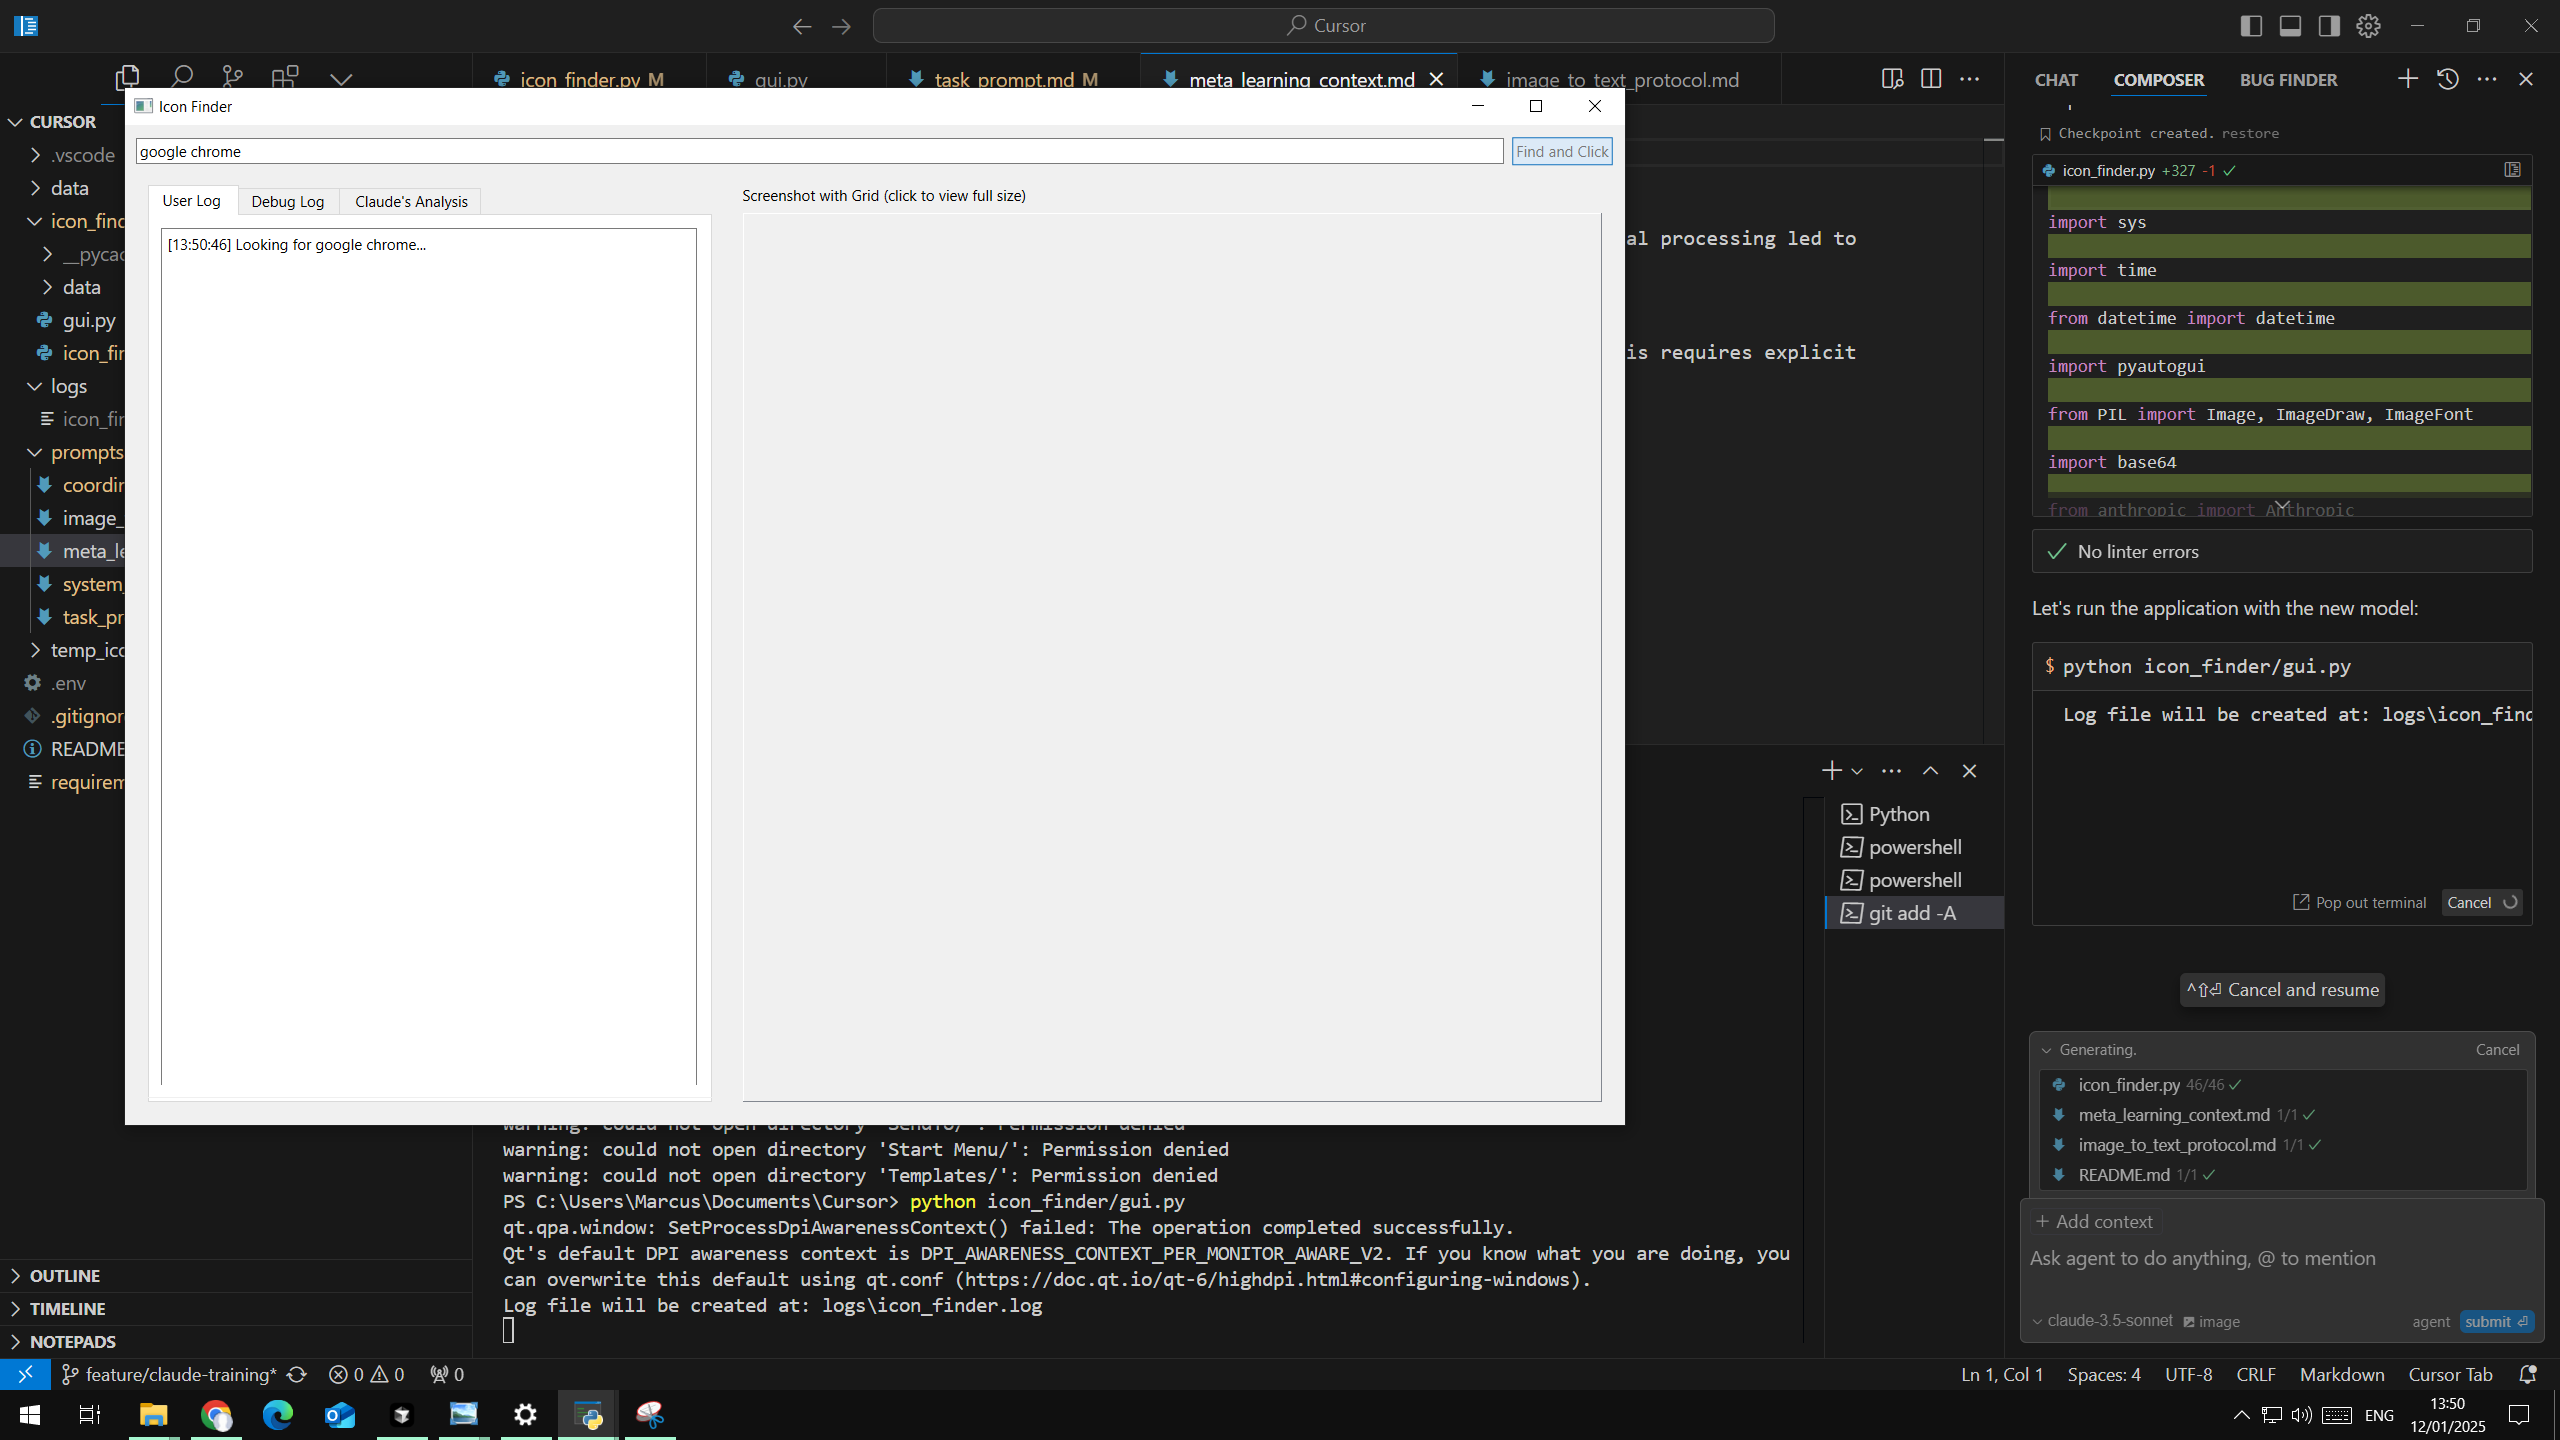 Cursor
icon_finder.py M
gui.py
task_prompt.md M
meta_learning_context.md
image_to_text_protocol.md
CHAT
COMPOSER
BUG FINDER
CURSOR
.vscode
data
icon_find
__pycac
data
gui.py
icon_fir
logs
icon_fir
prompts
coordir
image_
meta_le
system_
task_pr
temp_ico
.env
.gitignor
README
requirem
OUTLINE
TIMELINE
NOTEPADS
Icon Finder
google chrome
Find and Click
User Log
Debug Log
Claude's Analysis
[13:50:46] Looking for google chrome...
Screenshot with Grid (click to view full size)
al processing led to
is requires explicit
Python
powershell
powershell
git add -A
warning: could not open directory 'SendTo/': Permission denied
warning: could not open directory 'Start Menu/': Permission denied
warning: could not open directory 'Templates/': Permission denied
PS C:\Users\Marcus\Documents\Cursor> python icon_finder/gui.py
qt.qpa.window: SetProcessDpiAwarenessContext() failed: The operation completed successfully.
Qt's default DPI awareness context is DPI_AWARENESS_CONTEXT_PER_MONITOR_AWARE_V2. If you know what you are doing, you
can overwrite this default using qt.conf (https://doc.qt.io/qt-6/highdpi.html#configuring-windows).
Log file will be created at: logs\icon_finder.log
Checkpoint created. restore
icon_finder.py +327 -1
import sys
import time
from datetime import datetime
import pyautogui
from PIL import Image, ImageDraw, ImageFont
import base64
from anthropic import Anthropic
No linter errors
Let's run the application with the new model:
$ python icon_finder/gui.py
Log file will be created at: logs\icon_find
Pop out terminal
Cancel
Cancel and resume
Generating.
Cancel
icon_finder.py 46/46
meta_learning_context.md 1/1
image_to_text_protocol.md 1/1
README.md 1/1
+ Add context
Ask agent to do anything, @ to mention
claude-3.5-sonnet
image
agent
submit
feature/claude-training*
0
0
0
Ln 1, Col 1
Spaces: 4
UTF-8
CRLF
Markdown
Cursor Tab
ENG
13:50
12/01/2025